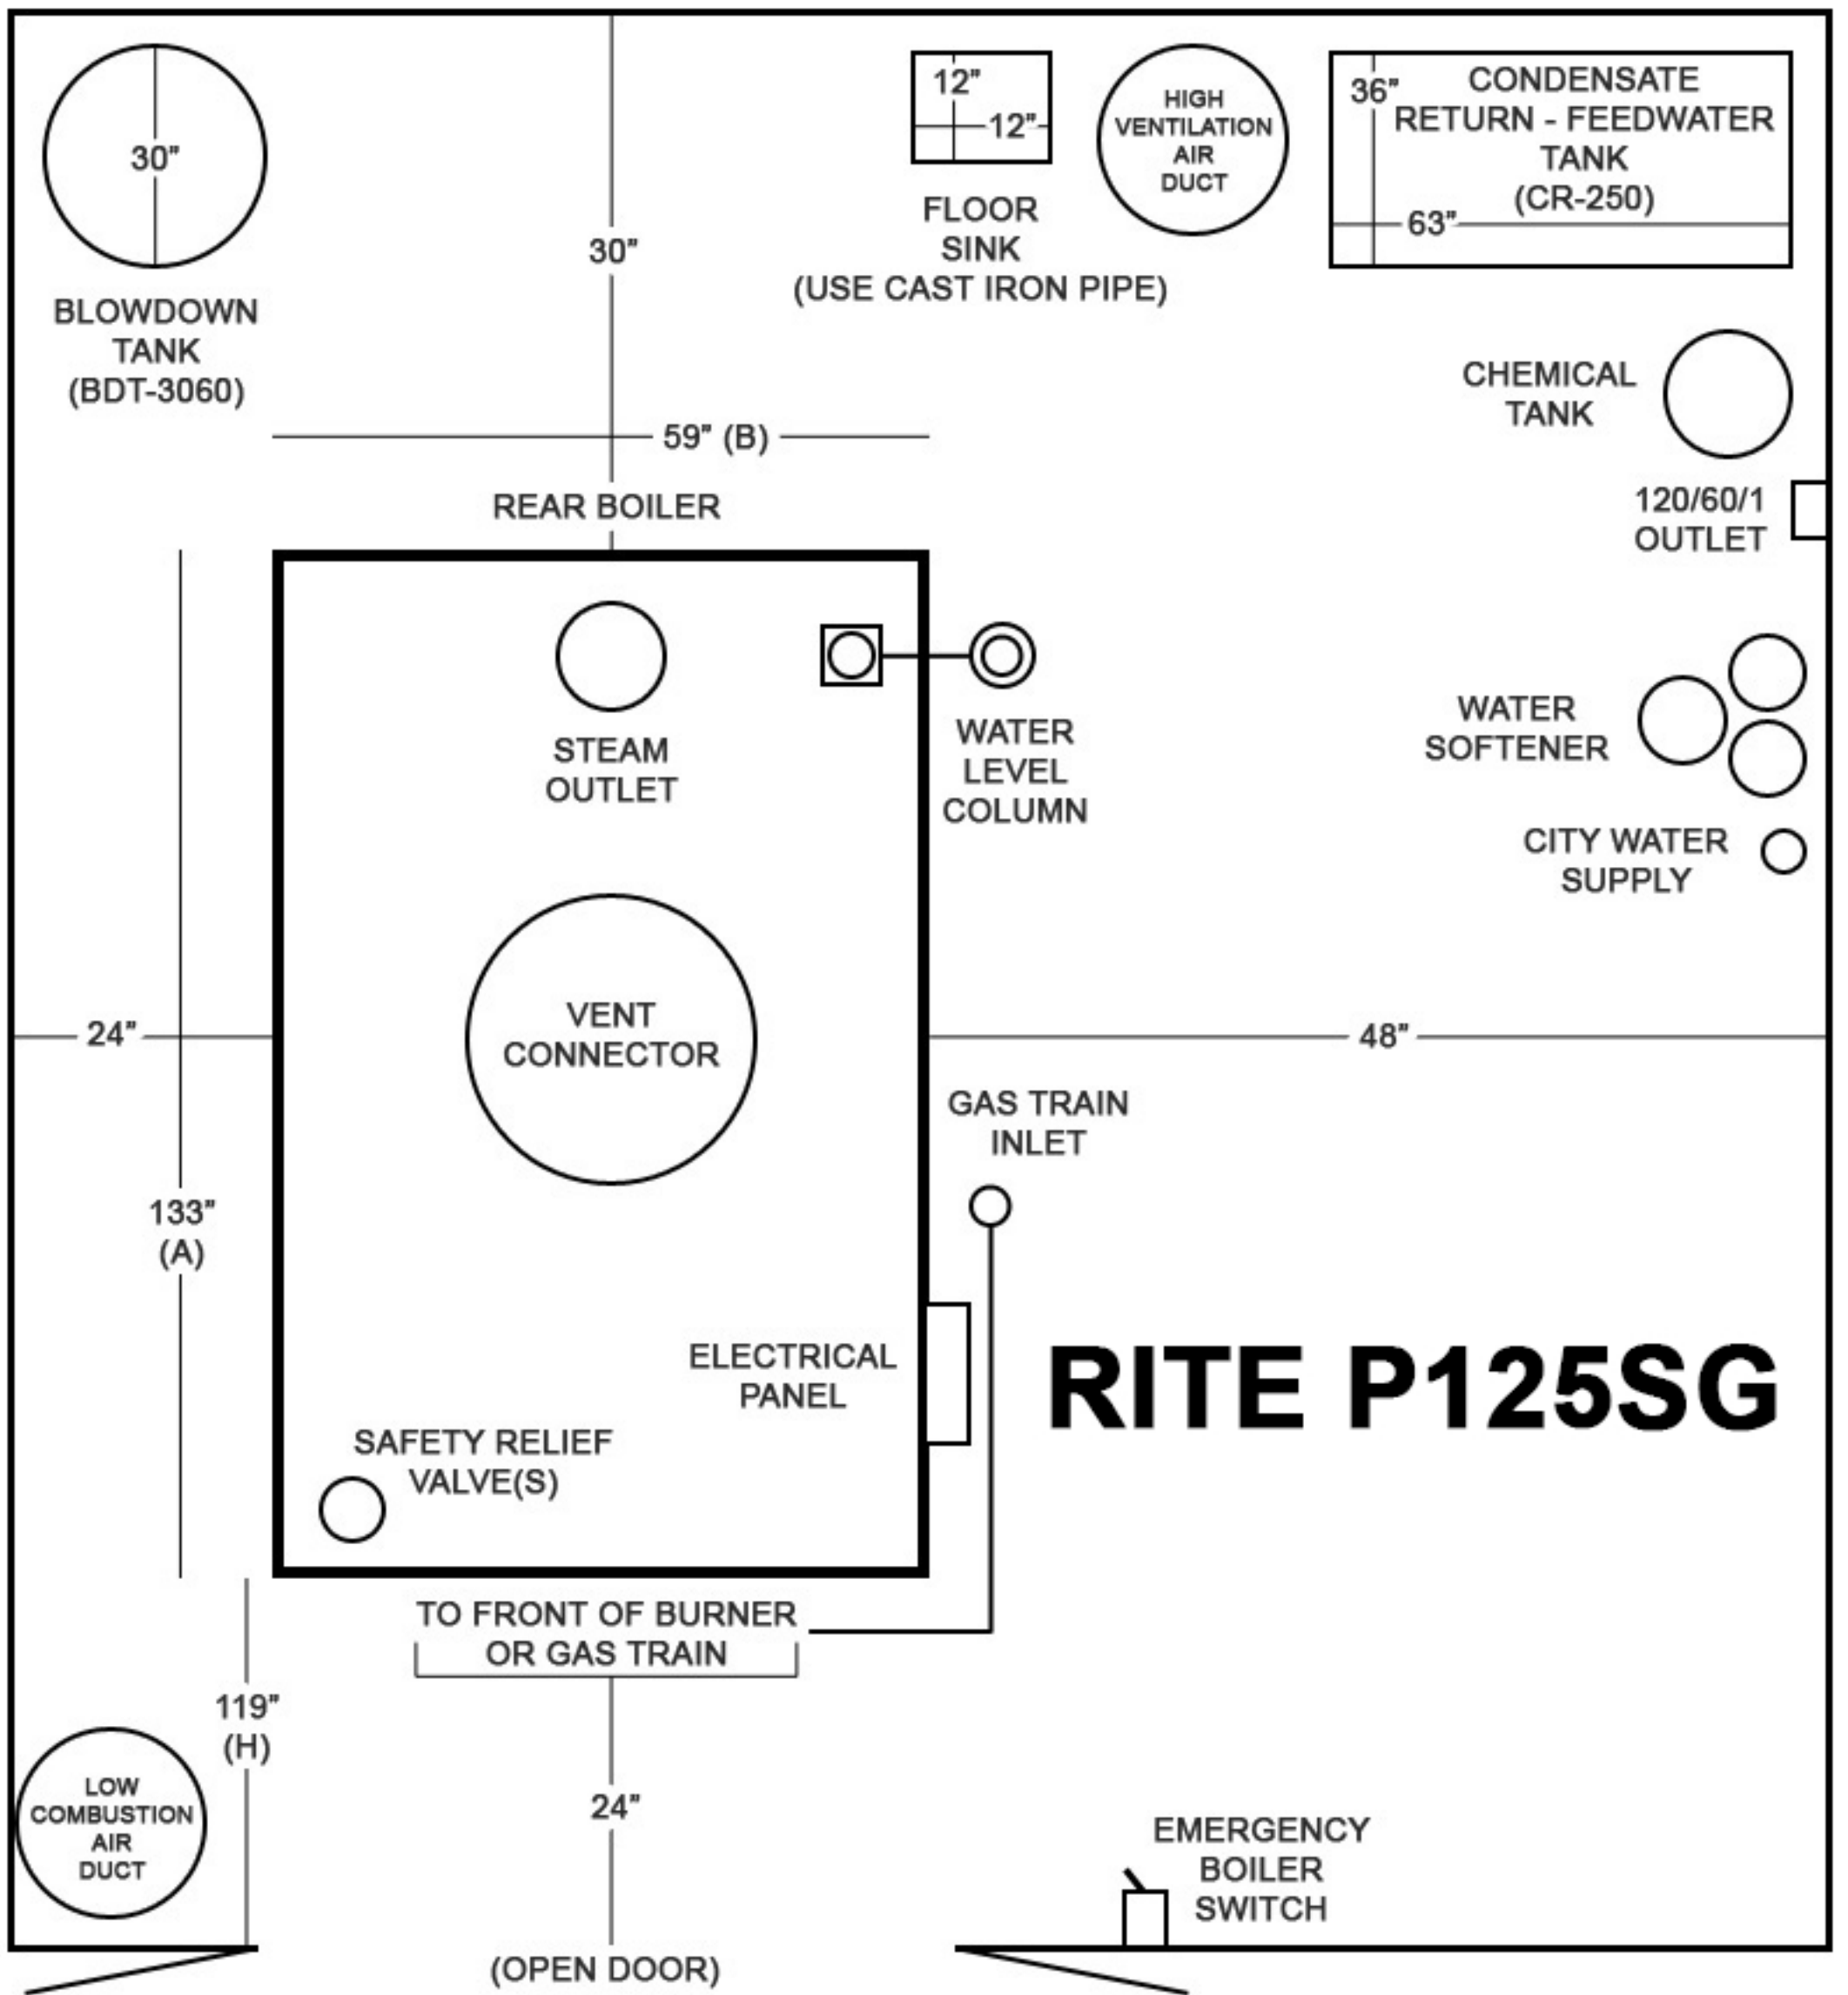 30”
BLOWDOWN
TANK
(BDT-3060)
30”
12”
12”
FLOOR
SINK
(USE CAST IRON PIPE)
HIGH
VENTILATION
AIR
DUCT
36”
CONDENSATE
RETURN - FEEDWATER
TANK
(CR-250)
63”
CHEMICAL
TANK
120/60/1
OUTLET
59” (B)
REAR BOILER
STEAM
OUTLET
WATER
LEVEL
COLUMN
WATER
SOFTENER
CITY WATER
SUPPLY
24”
VENT
CONNECTOR
48”
GAS TRAIN
INLET
133”
(A)
ELECTRICAL
PANEL
RITE P125SG
SAFETY RELIEF
VALVE(S)
TO FRONT OF BURNER
OR GAS TRAIN
119”
(H)
LOW
COMBUSTION
AIR
DUCT
24”
EMERGENCY
BOILER
SWITCH
(OPEN DOOR)